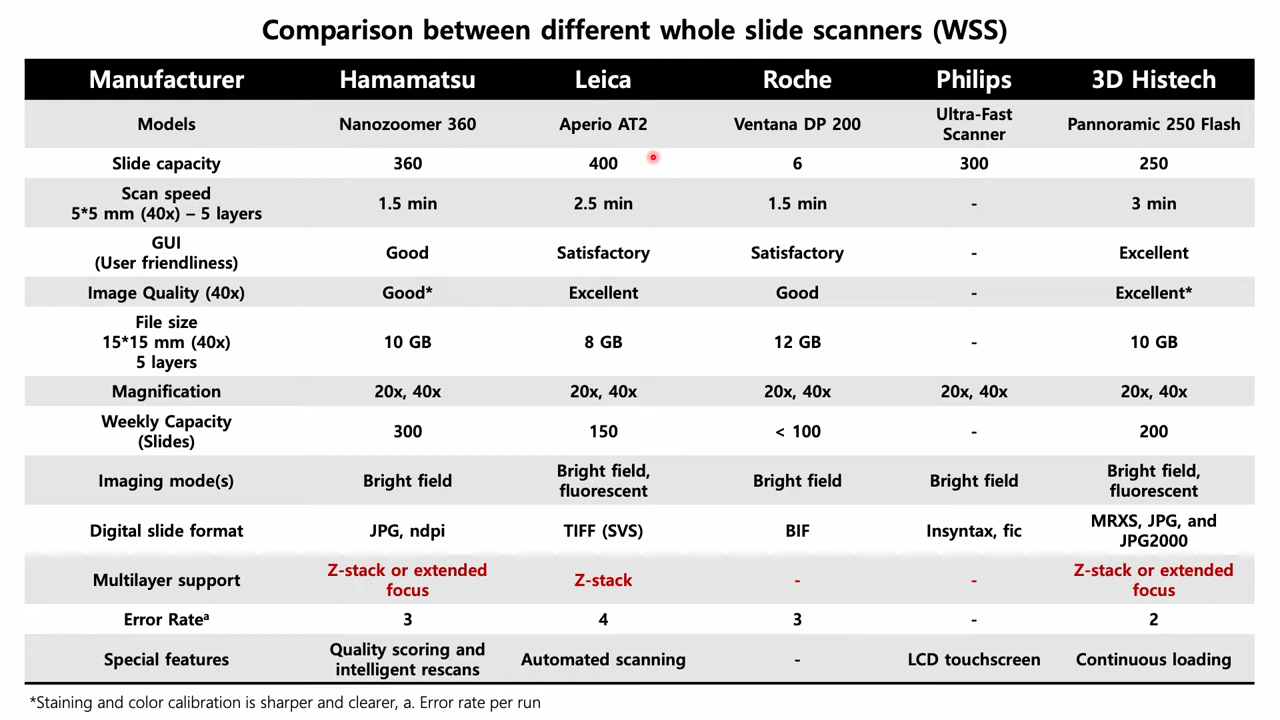 Comparison between different whole slide scanners (WSS)
Manufacturer Hamamatsu Leica Roche Philips 3D Histech
Models Nanozoomer 360 Aperio AT2 Ventana DP 200 Ultra-Fast Scanner Pannoramic 250 Flash
Slide capacity 360 400 6 300 250
Scan speed
5*5 mm (40x) – 5 layers 1.5 min 2.5 min 1.5 min - 3 min
GUI
(User friendliness) Good Satisfactory Satisfactory - Excellent
Image Quality (40x) Good* Excellent Good - Excellent*
File size
15*15 mm (40x)
5 layers 10 GB 8 GB 12 GB - 10 GB
Magnification 20x, 40x 20x, 40x 20x, 40x 20x, 40x 20x, 40x
Weekly Capacity
(Slides) 300 150 < 100 - 200
Imaging mode(s) Bright field Bright field, fluorescent Bright field Bright field Bright field, fluorescent
Digital slide format JPG, ndpi TIFF (SVS) BIF Insyntax, fic MRXS, JPG, and JPG2000
Multilayer support Z-stack or extended focus Z-stack - - Z-stack or extended focus
Error Rateª 3 4 3 - 2
Special features Quality scoring and intelligent rescans Automated scanning - LCD touchscreen Continuous loading
*Staining and color calibration is sharper and clearer, a. Error rate per run